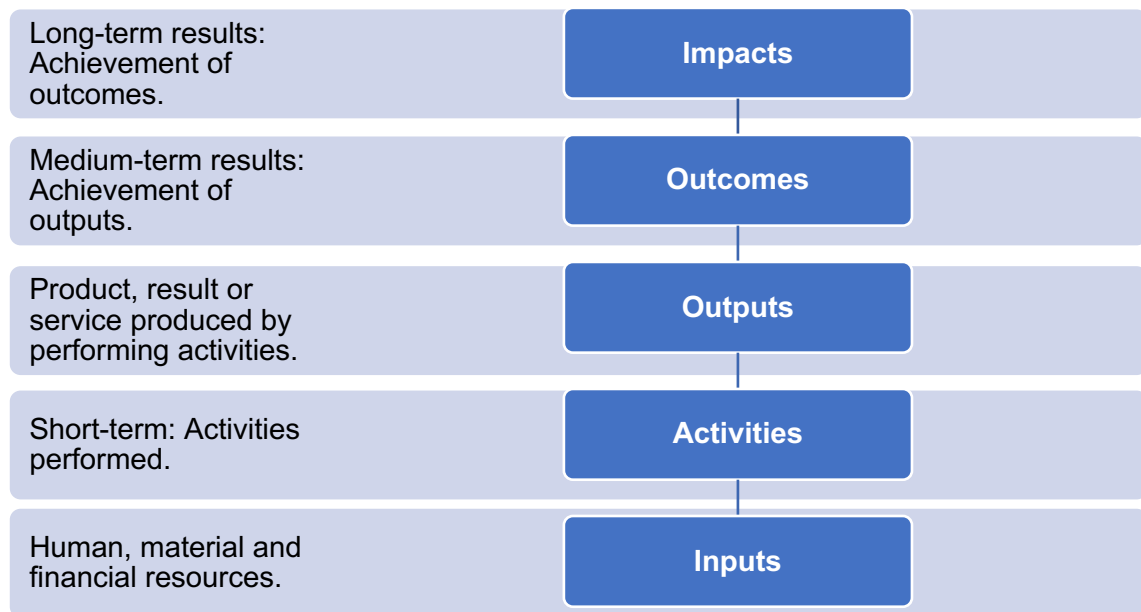 Long-term results:
Achievement of
outcomes.
Impacts
Medium-term results:
Achievement of
outputs.
Outcomes
Product, result or
service produced by
performing activities.
Outputs
Short-term: Activities
performed.
Activities
Human, material and
financial resources.
Inputs